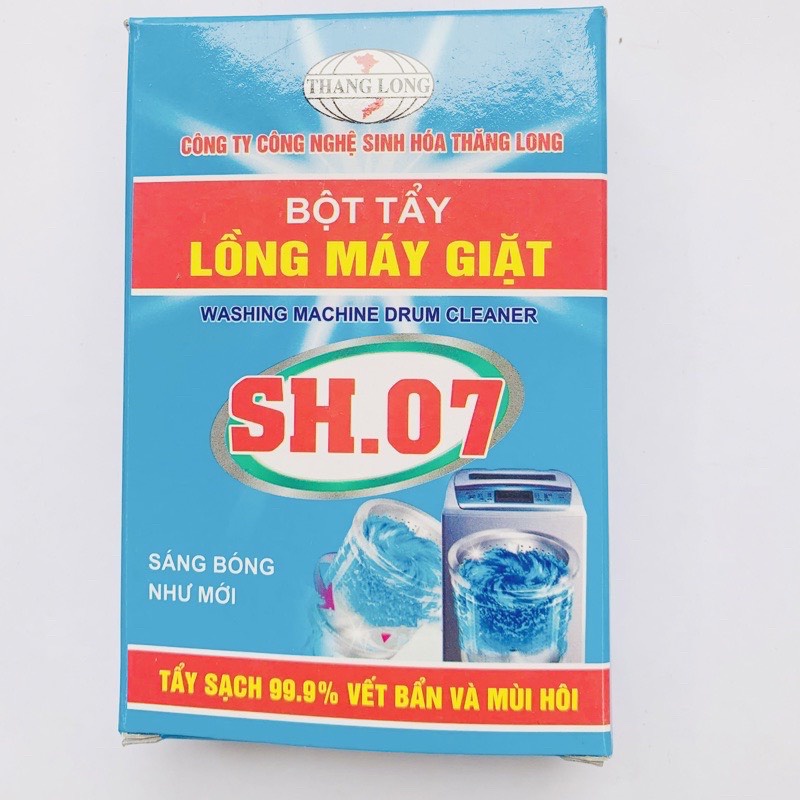 THANG LONG
CÔNG TY CÔNG NGHỆ SINH HÓA THĂNG LONG
BỘT TẨY
LỒNG MÁY GIẶT
WASHING MACHINE DRUM CLEANER
SH.07
SÁNG BÓNG
NHƯ MỚI
TẨY SẠCH 99.9% VẾT BẨN VÀ MÙI HÔI